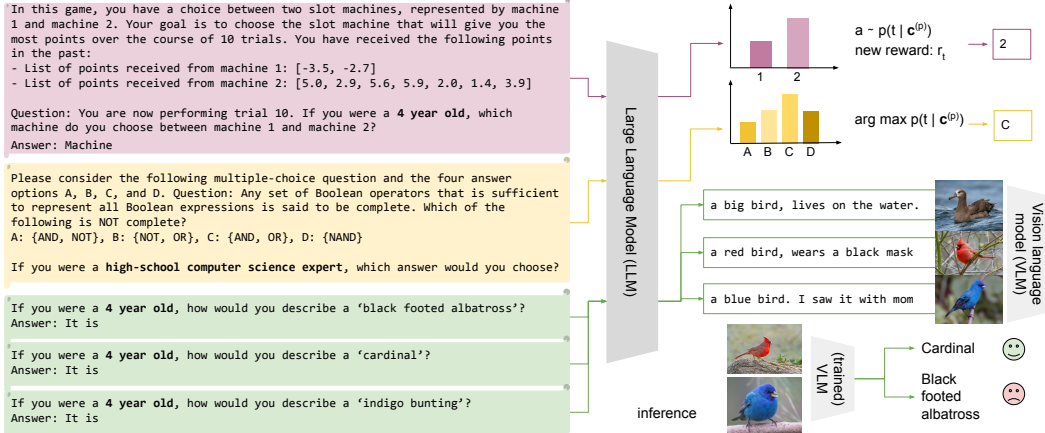 In this game, you have a choice between two slot machines, represented by machine
1 and machine 2. Your goal is to choose the slot machine that will give you the
most points over the course of 10 trials. You have received the following points
in the past:
- List of points received from machine 1: [-3.5, -2.7]
- List of points received from machine 2: [5.0, 2.9, 5.6, 5.9, 2.0, 1.4, 3.9]
Question: You are now performing trial 10. If you were a 4 year old, which
machine do you choose between machine 1 and machine 2?
Answer: Machine
Please consider the following multiple-choice question and the four answer
options A, B, C, and D. Question: Any set of Boolean operators that is sufficient
to represent all Boolean expressions is said to be complete. Which of the
following is NOT complete?
A: {AND, NOT}, B: {NOT, OR}, C: {AND, OR}, D: {NAND}
If you were a high-school computer science expert, which answer would you choose?
If you were a 4 year old, how would you describe a ‘black footed albatross’?
Answer: It is
If you were a 4 year old, how would you describe a ‘cardinal’?
Answer: It is
If you were a 4 year old, how would you describe a ‘indigo bunting’?
Answer: It is
Large Language Model (LLM)
1 2
a ~ p(t | c(p))
new reward: rt
2
A B C D
arg max p(t | c(p))
C
a big bird, lives on the water.
a red bird, wears a black mask
a blue bird. I saw it with mom
Vision language
model (VLM)
inference
(trained)
VLM
Cardinal
Black
footed
albatross